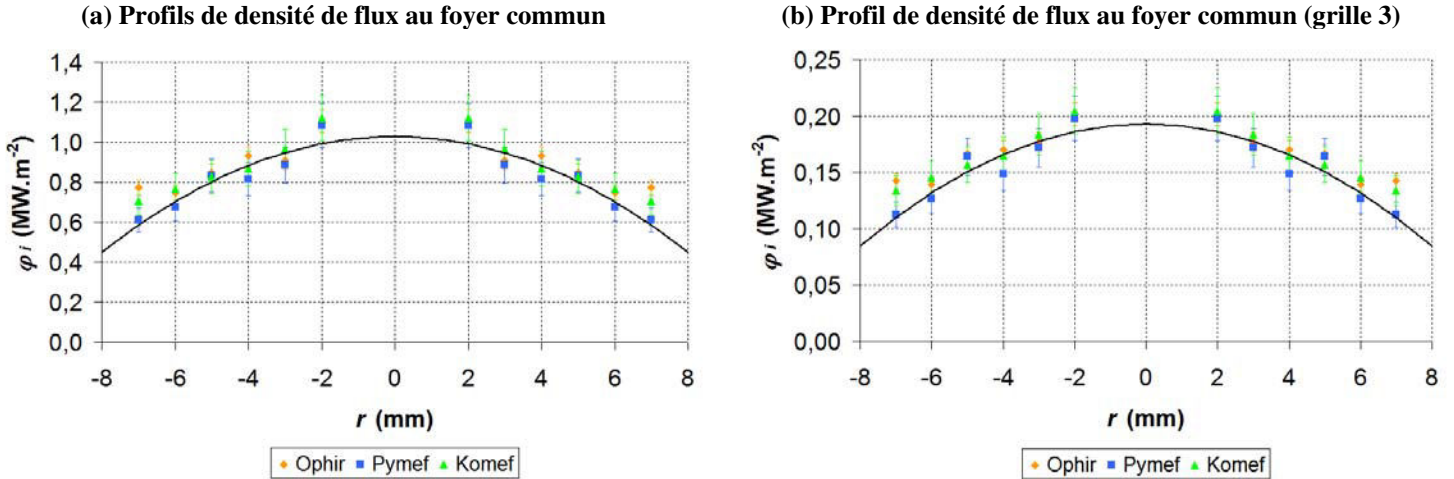 (a) Profils de densité de flux au foyer commun
1,4
1,2
1,0
0,8
0,6
0,4
0,2
0,0
φ i (MW.m-2)
-8 -6 -4 -2 0 2 4 6 8
r (mm)
Ophir Pymef Komef
(b) Profil de densité de flux au foyer commun (grille 3)
0,25
0,20
0,15
0,10
0,05
0,00
φ i (MW.m-2)
-8 -6 -4 -2 0 2 4 6 8
r (mm)
Ophir Pymef Komef